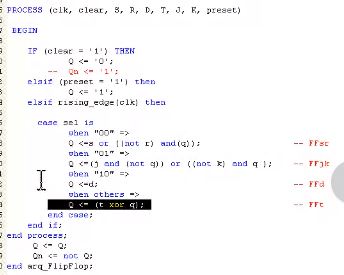 PROCESS (clk, clear, S, R, D, T, J, K, preset)
BEGIN
IF (clear = '1') THEN
Q <= '0';
-- Qn <= '1';
elsif (preset = '1') then
Q <= '1';
elsif rising_edge(clk) then
case sel is
when "00" =>
Q <=s or ((not r) and(q)); -- FFsr
when "01" =>
Q <=(j and (not q)) or ((not k) and q ); -- FFjk
when "10" =>
Q <=d; -- FFd
when others =>
Q <= (t xor q); -- FFt
end case;
end if;
end process;
Q <= Q;
Qn <= not Q;
end arq_FlipFlop;